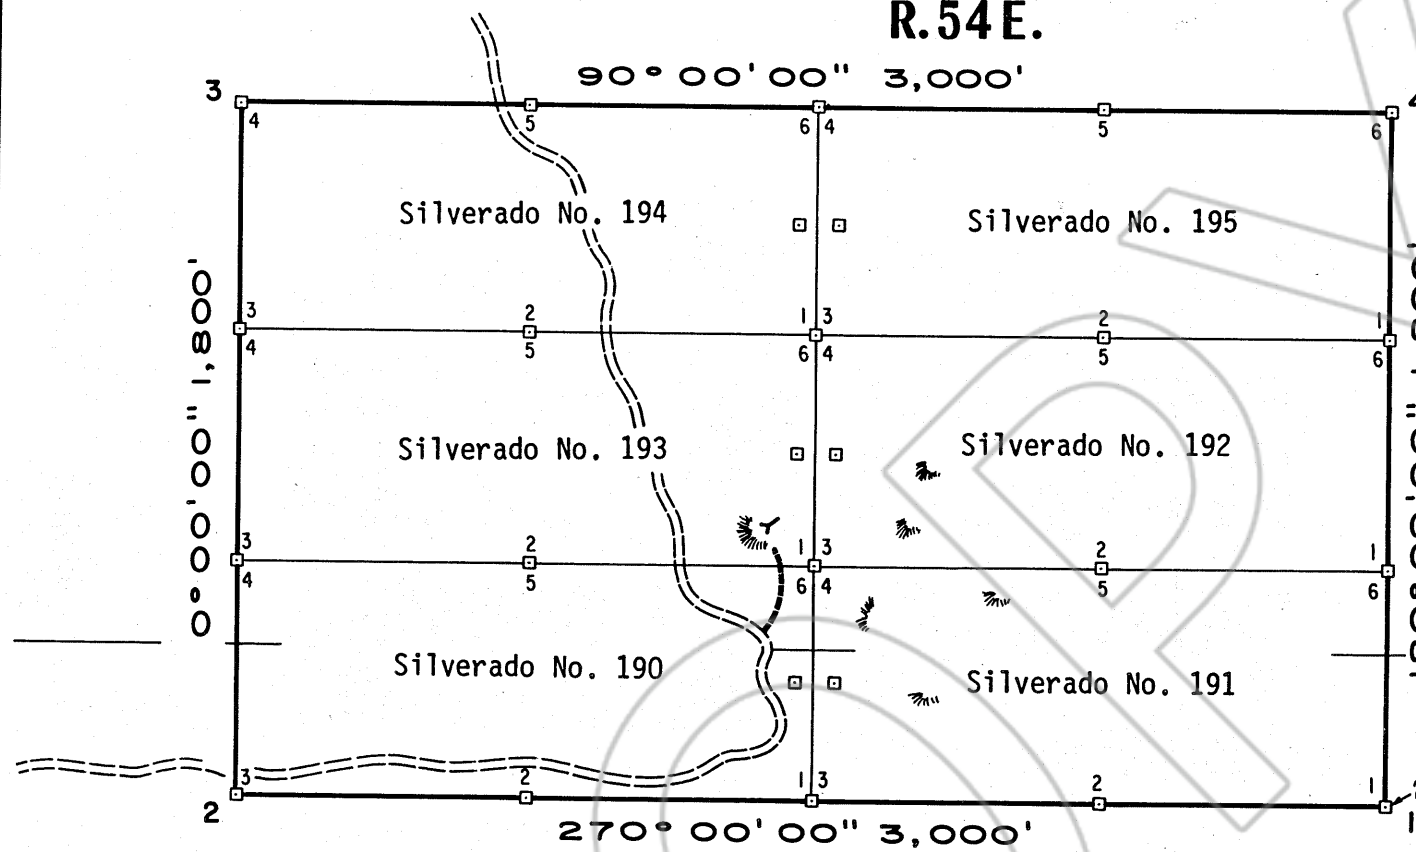 R.54E.
90° 00' 00" 3,000'
3
4 5 6 4 5 6
Silverado No. 194
Silverado No. 195
3 2 1 3 2 1
4 5 6 4 5 6
0° 00' 00" 1,800'
Silverado No. 193
Silverado No. 192
3 2 1 3 2 1
4 5 6 4 5 6
Silverado No. 190
Silverado No. 191
3 2 1 3 2 1
2
1
270° 00' 00" 3,000'